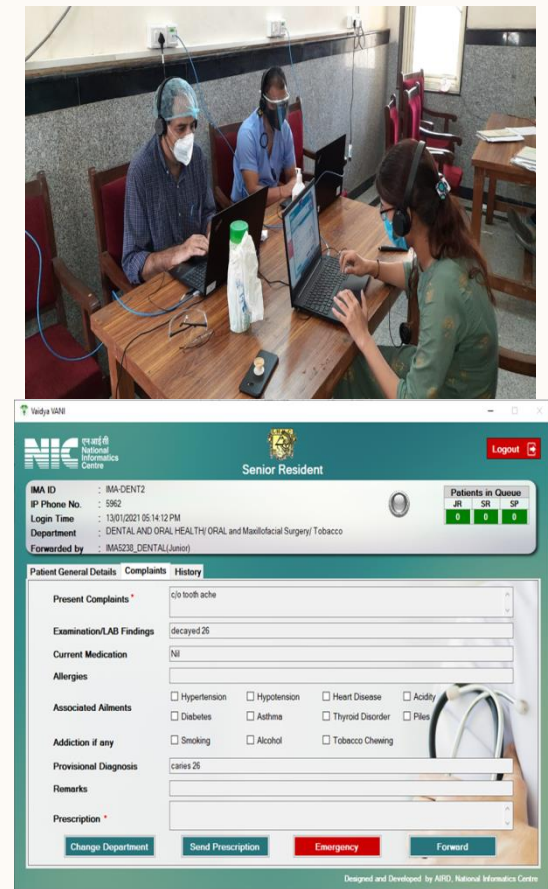 Vaidya VANI
NIC
एन आई सी
National
Informatics
Centre
Senior Resident
Logout
IMA ID : IMA-DENT2
IP Phone No. : 5962
Login Time : 13/01/2021 05:14:12 PM
Department : DENTAL AND ORAL HEALTH/ ORAL and Maxillofacial Surgery/ Tobacco
Forwarded by : IMA5238_DENTAL(Junior)
Patients in Queue
JR SR SP
0 0 0
Patient General Details Complaints History
Present Complaints * c/o tooth ache
Examination/LAB Findings decayed 26
Current Medication Nil
Allergies
Associated Ailments
Hypertension Hypotension Heart Disease Acidity
Diabetes Asthma Thyroid Disorder Piles
Addiction if any Smoking Alcohol Tobacco Chewing
Provisional Diagnosis caries 26
Remarks
Prescription *
Change Department Send Prescription Emergency Forward
Designed and Developed by AIRD, National Informatics Centre